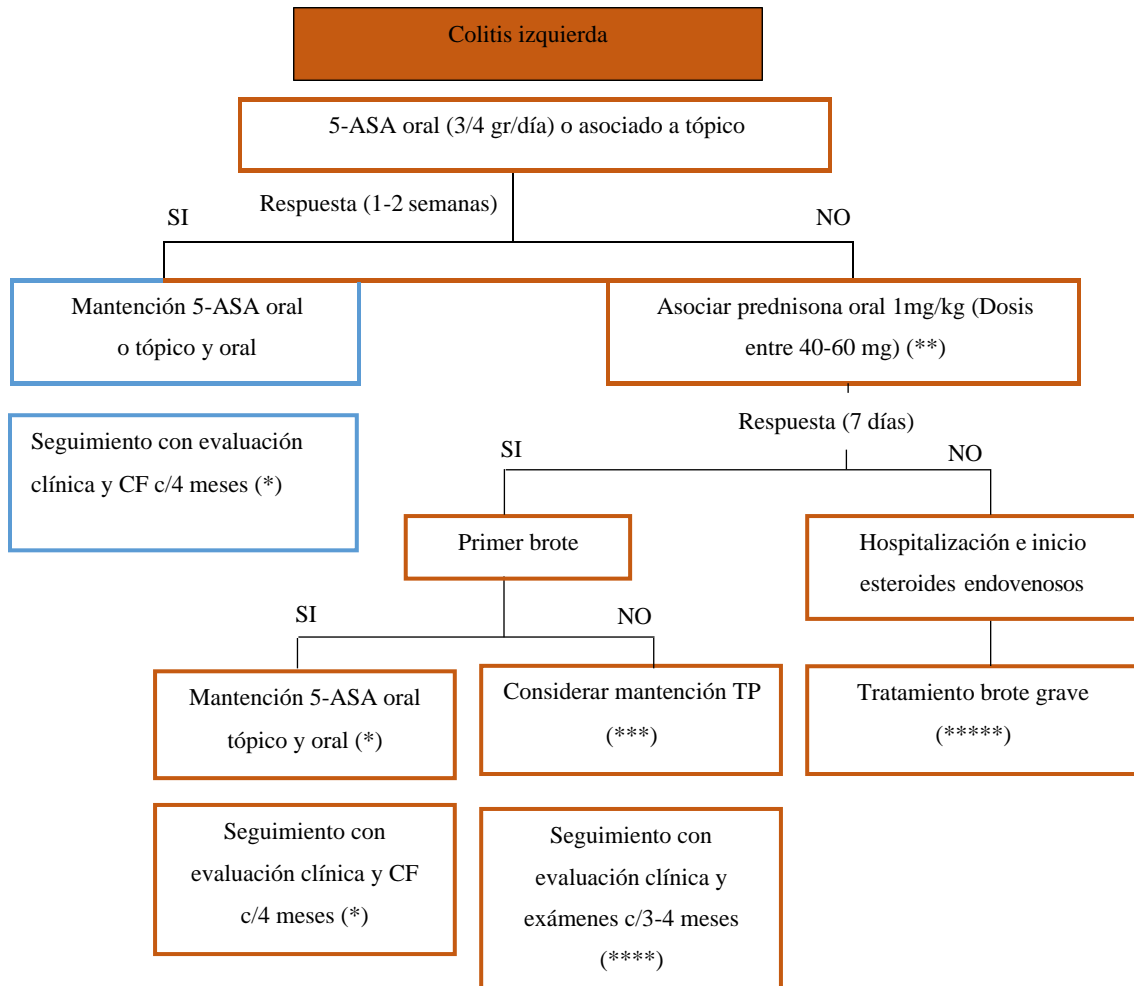 Colitis izquierda
5-ASA oral (3/4 gr/día) o asociado a tópico
Respuesta (1-2 semanas)
SI
NO
Mantención 5-ASA oral
o tópico y oral
Asociar prednisona oral 1mg/kg (Dosis
entre 40-60 mg) (**)
Seguimiento con evaluación
clínica y CF c/4 meses (*)
Respuesta (7 días)
SI
NO
Primer brote
Hospitalización e inicio
esteroides endovenosos
SI
NO
Mantención 5-ASA oral
tópico y oral (*)
Considerar mantención TP
(***)
Tratamiento brote grave
(*****)
Seguimiento con
evaluación clínica y CF
c/4 meses (*)
Seguimiento con
evaluación clínica y
exámenes c/3-4 meses
(****)